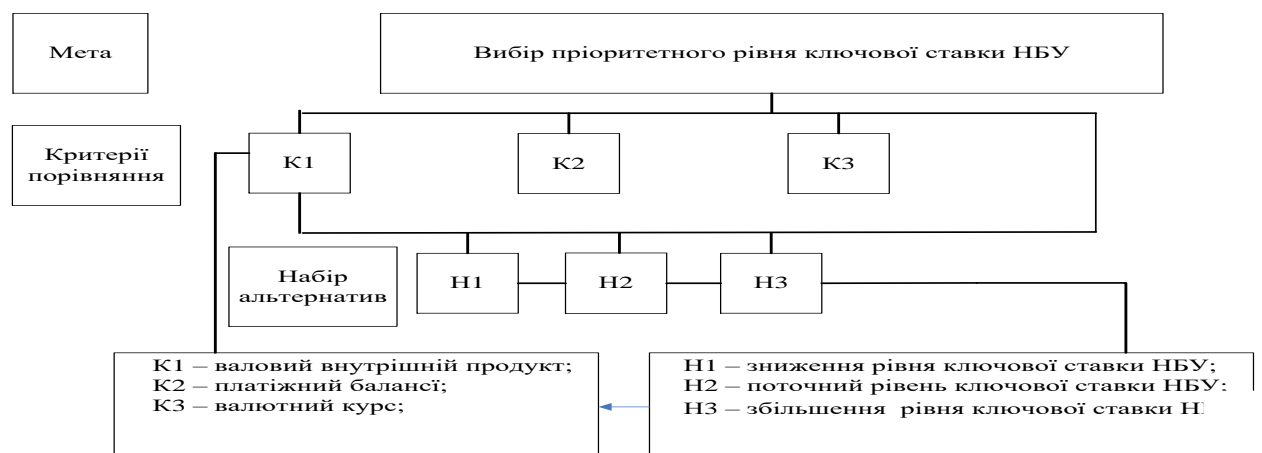 Мета
Вибір пріоритетного рівня ключової ставки НБУ
Критерії
порівняння
К1
К2
К3
Набір
альтернатив
Н1
Н2
Н3
К1 – валовий внутрішній продукт;
К2 – платіжний балансї;
К3 – валютний курс;
Н1 – зниження рівня ключової ставки НБУ;
Н2 – поточний рівень ключової ставки НБУ;
Н3 – збільшення рівня ключової ставки Н